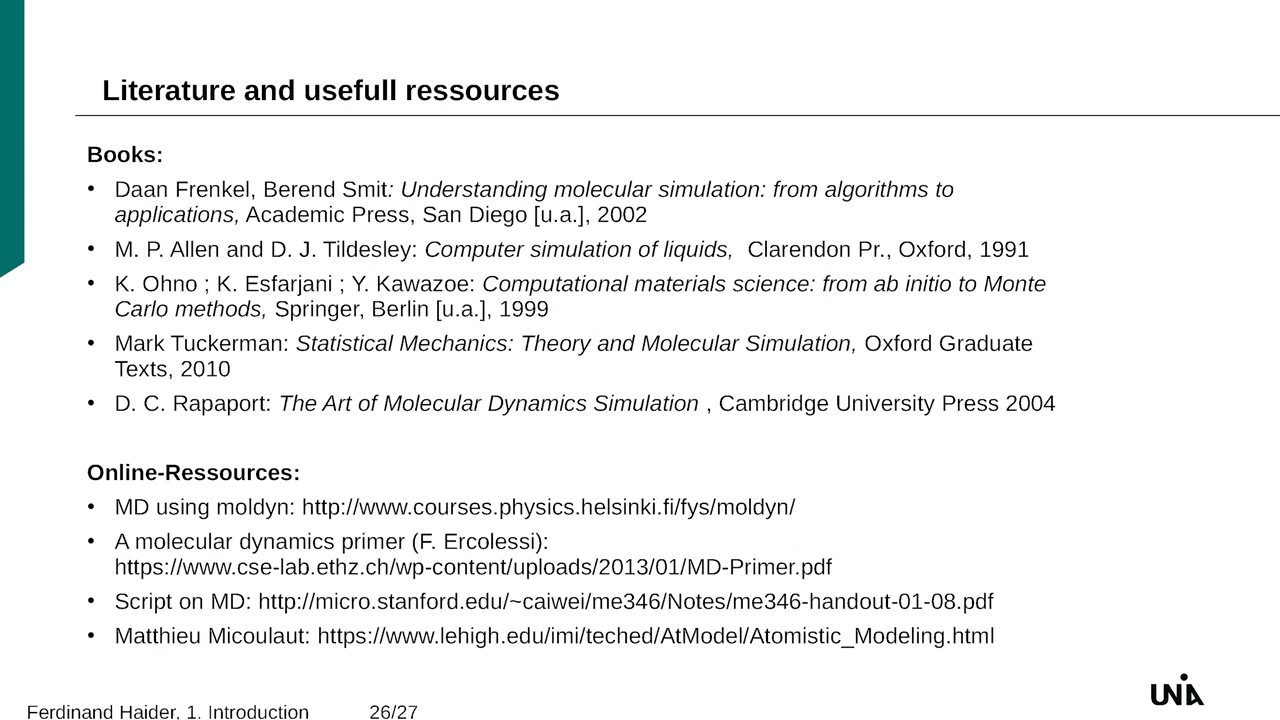 Literature and usefull ressources
Books:
• Daan Frenkel, Berend Smit: Understanding molecular simulation: from algorithms to
applications, Academic Press, San Diego [u.a.], 2002
• M. P. Allen and D. J. Tildesley: Computer simulation of liquids, Clarendon Pr., Oxford, 1991
• K. Ohno ; K. Esfarjani ; Y. Kawazoe: Computational materials science: from ab initio to Monte
Carlo methods, Springer, Berlin [u.a.], 1999
• Mark Tuckerman: Statistical Mechanics: Theory and Molecular Simulation, Oxford Graduate
Texts, 2010
• D. C. Rapaport: The Art of Molecular Dynamics Simulation , Cambridge University Press 2004
Online-Ressources:
• MD using moldyn: http://www.courses.physics.helsinki.fi/fys/moldyn/
• A molecular dynamics primer (F. Ercolessi):
https://www.cse-lab.ethz.ch/wp-content/uploads/2013/01/MD-Primer.pdf
• Script on MD: http://micro.stanford.edu/~caiwei/me346/Notes/me346-handout-01-08.pdf
• Matthieu Micoulaut: https://www.lehigh.edu/imi/teched/AtModel/Atomistic_Modeling.html
UNIA
Ferdinand Haider, 1. Introduction 26/27